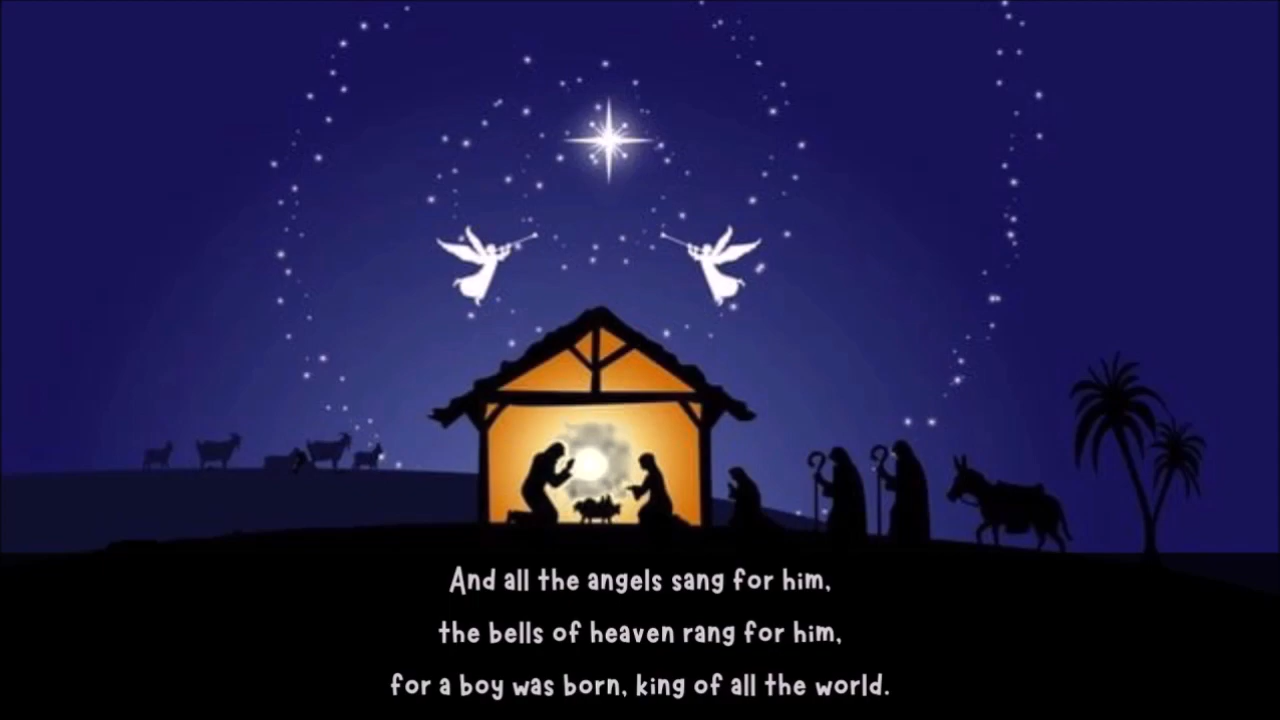 And all the angels sang for him,
the bells of heaven rang for him,
for a boy was born, king of all the world.